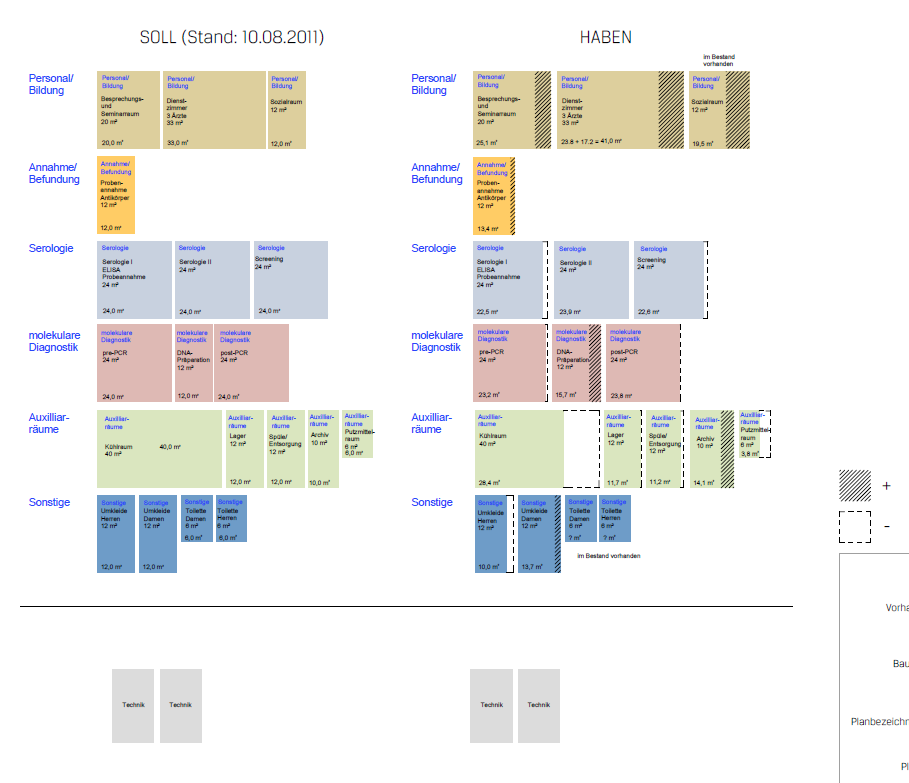 SOLL (Stand: 10.08.2011)
Personal/
Bildung
Personal/
Bildung
Besprechungs-
und
Seminarraum
20 m²
20,0 m²
Personal/
Bildung
Dienst-
zimmer
3 Ärzte
33 m²
33,0 m²
Personal/
Bildung
Sozialraum
12 m²
12,0 m²
Annahme/
Befundung
Annahme/
Befundung
Proben-
annahme
Antikörper
12 m²
12,0 m²
Serologie
Serologie
Serologie I
ELISA
Probeannahme
24 m²
24,0 m²
Serologie
Serologie II
24 m²
24,0 m²
Serologie
Screening
24 m²
24,0 m²
molekulare
Diagnostik
molekulare
Diagnostik
pre-PCR
24 m²
24,0 m²
molekulare
Diagnostik
DNA-
Präparation
12 m²
12,0 m²
molekulare
Diagnostik
post-PCR
24 m²
24,0 m²
Auxilliar-
räume
Auxilliar-
räume
Kühlraum
40 m²
40,0 m²
Auxilliar-
räume
Lager
12 m²
12,0 m²
Auxilliar-
räume
Spüle/
Entsorgung
12 m²
12,0 m²
Auxilliar-
räume
Archiv
10 m²
10,0 m²
Auxilliar-
räume
Putzmittel-
raum
6 m²
6,0 m²
Sonstige
Sonstige
Umkleide
Herren
12 m²
12,0 m²
Sonstige
Umkleide
Damen
12 m²
12,0 m²
Sonstige
Toilette
Damen
6 m²
6,0 m²
Sonstige
Toilette
Herren
6 m²
6,0 m²
Technik
Technik
HABEN
im Bestand
vorhanden
Personal/
Bildung
Personal/
Bildung
Besprechungs-
und
Seminarraum
20 m²
25,1 m²
Personal/
Bildung
Dienst-
zimmer
3 Ärzte
33 m²
23.8 + 17.2 = 41,0 m²
Personal/
Bildung
Sozialraum
12 m²
19,5 m²
Annahme/
Befundung
Annahme/
Befundung
Proben-
annahme
Antikörper
12 m²
13,4 m²
Serologie
Serologie
Serologie I
ELISA
Probeannahme
24 m²
22,5 m²
Serologie
Serologie II
24 m²
23,9 m²
Serologie
Screening
24 m²
22,6 m²
molekulare
Diagnostik
molekulare
Diagnostik
pre-PCR
24 m²
23,2 m²
molekulare
Diagnostik
DNA-
Präparation
12 m²
15,7 m²
molekulare
Diagnostik
post-PCR
24 m²
23,8 m²
Auxilliar-
räume
Auxilliar-
räume
Kühlraum
40 m²
28,4 m²
Auxilliar-
räume
Lager
12 m²
11,7 m²
Auxilliar-
räume
Spüle/
Entsorgung
12 m²
11,2 m²
Auxilliar-
räume
Archiv
10 m²
14,1 m²
Auxilliar-
räume
Putzmittel-
raum
6 m²
3,8 m²
Sonstige
Sonstige
Umkleide
Herren
12 m²
10,0 m²
Sonstige
Umkleide
Damen
12 m²
13,7 m²
Sonstige
Toilette
Damen
6 m²
? m²
Sonstige
Toilette
Herren
6 m²
? m²
im Bestand vorhanden
Technik
Technik
+
-
Vorha
Bau
Planbezeichn
Pl